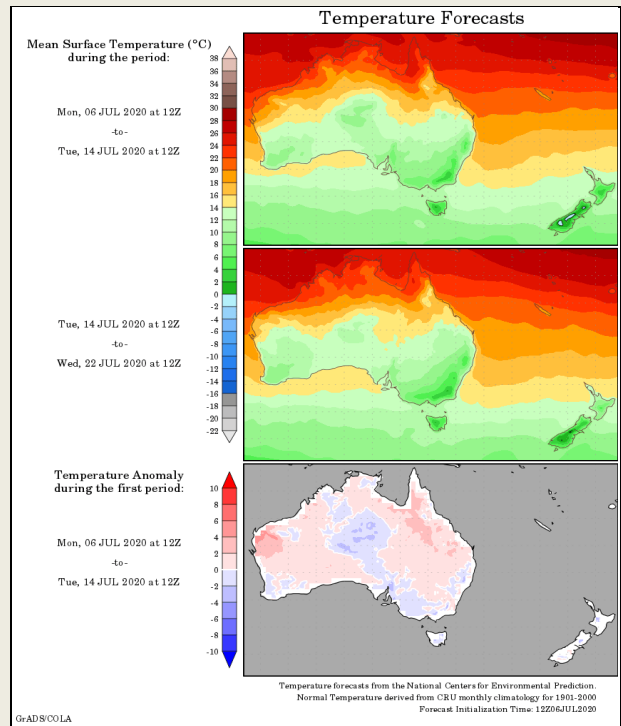 Temperature Forecasts
Mean Surface Temperature (°C)
during the period:
Mon, 06 JUL 2020 at 12Z
-to-
Tue, 14 JUL 2020 at 12Z
38
36
34
32
30
28
26
24
22
20
18
16
14
12
10
8
6
4
2
0
-2
-4
-6
-8
-10
-12
-14
-16
-18
-20
-22
Tue, 14 JUL 2020 at 12Z
-to-
Wed, 22 JUL 2020 at 12Z
Temperature Anomaly
during the first period:
Mon, 06 JUL 2020 at 12Z
-to-
Tue, 14 JUL 2020 at 12Z
10
8
6
4
2
0
-2
-4
-6
-8
-10
Temperature forecasts from the National Centers for Environmental Prediction.
Normal Temperature derived from CRU monthly climatology for 1901-2000
Forecast Initialization Time: 12Z06JUL2020
GrADS/COLA